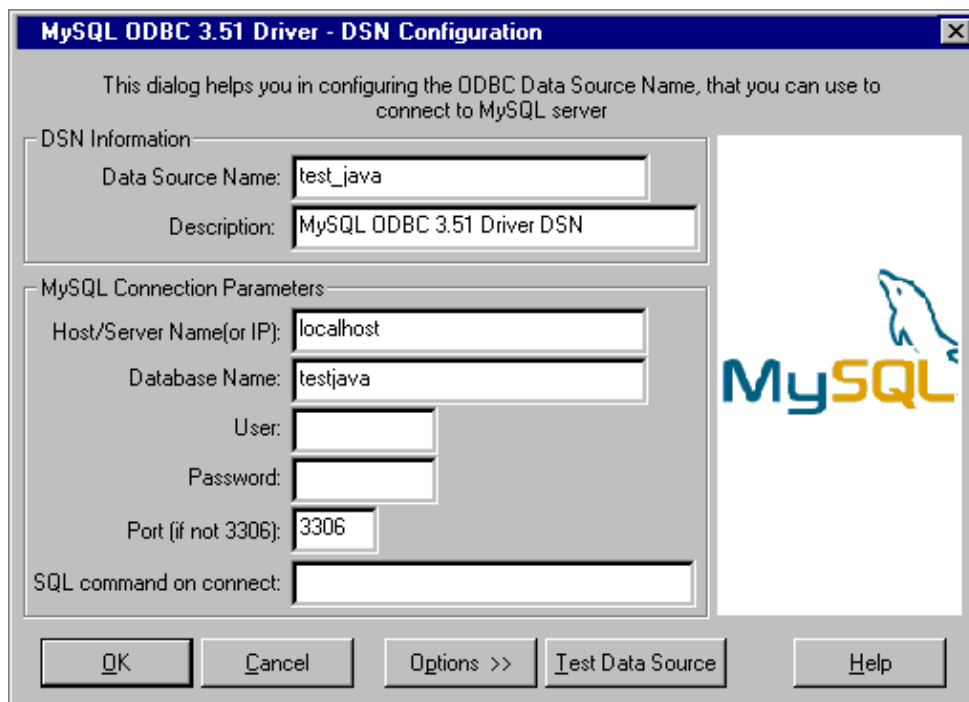 MySQL ODBC 3.51 Driver - DSN Configuration
This dialog helps you in configuring the ODBC Data Source Name, that you can use to
connect to MySQL server
DSN Information
Data Source Name: test_java
Description: MySQL ODBC 3.51 Driver DSN
MySQL Connection Parameters
Host/Server Name(or IP): localhost
Database Name: testjava
User:
Password:
Port (if not 3306): 3306
SQL command on connect:
MySQL
OK Cancel Options >> Test Data Source Help